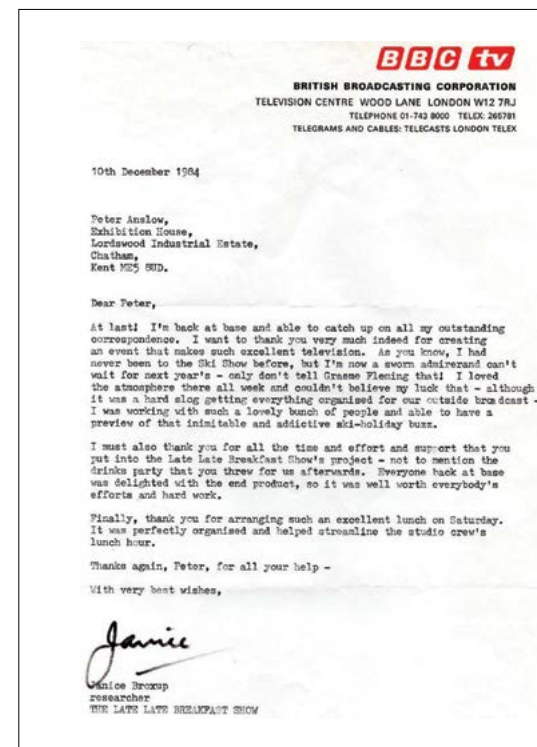 BBC tv
BRITISH BROADCASTING CORPORATION
TELEVISION CENTRE WOOD LANE LONDON W12 7RJ
TELEPHONE 01-743 8000 TELEX: 265781
TELEGRAMS AND CABLES: TELECASTS LONDON TELEX
10th December 1984
Peter Anslow,
Exhibition House,
Lordswood Industrial Estate,
Chatham,
Kent ME5 8UD.
Dear Peter,
At last! I'm back at base and able to catch up on all my outstanding
correspondence. I want to thank you very much indeed for creating
an event that makes such excellent television. As you know, I had
never been to the Ski Show before, but I'm now a sworn admirerand can't
wait for next year's - only don't tell Graeme Fleming that! I loved
the atmosphere there all week and couldn't believe my luck that - although
it was a hard slog getting everything organised for our outside broadcast -
I was working with such a lovely bunch of people and able to have a
preview of that inimitable and addictive ski-holiday buzz.
I must also thank you for all the time and effort and support that you
put into the Late Late Breakfast Show's project - not to mention the
drinks party that you threw for us afterwards. Everyone back at base
was delighted with the end product, so it was well worth everybody's
efforts and hard work.
Finally, thank you for arranging such an excellent lunch on Saturday.
It was perfectly organised and helped streamline the studio crew's
lunch hour.
Thanks again, Peter, for all your help -
With very best wishes,
Janice
Janice Broxup
researcher
THE LATE LATE BREAKFAST SHOW